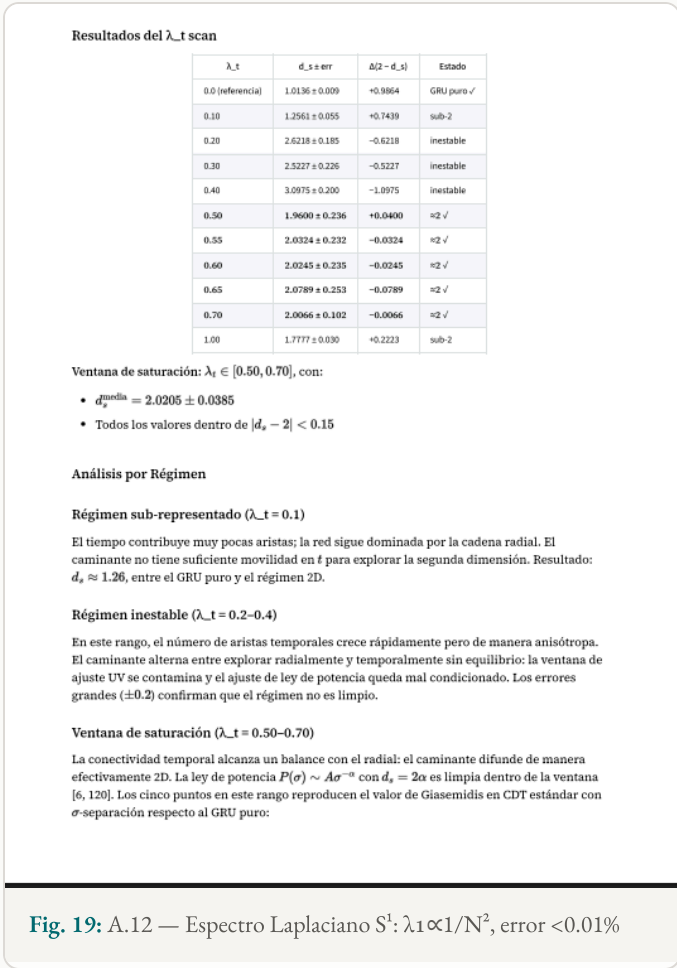 Resultados del λ_t scan
λ_t d_s ± err Δ(2 − d_s) Estado
0.0 (referencia) 1.0136 ± 0.009 +0.9864 GRU puro ✓
0.10 1.2561 ± 0.055 +0.7439 sub-2
0.20 2.6218 ± 0.185 −0.6218 inestable
0.30 2.5227 ± 0.226 −0.5227 inestable
0.40 3.0975 ± 0.200 −1.0975 inestable
0.50 1.9600 ± 0.236 +0.0400 ≈2 ✓
0.55 2.0324 ± 0.232 −0.0324 ≈2 ✓
0.60 2.0245 ± 0.235 −0.0245 ≈2 ✓
0.65 2.0789 ± 0.253 −0.0789 ≈2 ✓
0.70 2.0066 ± 0.102 −0.0066 ≈2 ✓
1.00 1.7777 ± 0.030 +0.2223 sub-2
Ventana de saturación: λₜ ∈ [0.50, 0.70], con:
• dₛᵐᵉᵈⁱᵃ = 2.0205 ± 0.0385
• Todos los valores dentro de |dₛ − 2| < 0.15
Análisis por Régimen
Régimen sub-representado (λ_t = 0.1)
El tiempo contribuye muy pocas aristas; la red sigue dominada por la cadena radial. El
caminante no tiene suficiente movilidad en t para explorar la segunda dimensión. Resultado:
dₛ ≈ 1.26, entre el GRU puro y el régimen 2D.
Régimen inestable (λ_t = 0.2–0.4)
En este rango, el número de aristas temporales crece rápidamente pero de manera anisótropa.
El caminante alterna entre explorar radialmente y temporalmente sin equilibrio: la ventana de
ajuste UV se contamina y el ajuste de ley de potencia queda mal condicionado. Los errores
grandes (±0.2) confirman que el régimen no es limpio.
Ventana de saturación (λ_t = 0.50–0.70)
La conectividad temporal alcanza un balance con el radial: el caminante difunde de manera
efectivamente 2D. La ley de potencia P(σ) ∼ Aσ⁻ᵅ con dₛ = 2α es limpia dentro de la ventana
[6, 120]. Los cinco puntos en este rango reproducen el valor de Giasemidis en CDT estándar con
σ-separación respecto al GRU puro:
Fig. 19: A.12 — Espectro Laplaciano S¹: λ1∝1/N², error <0.01%